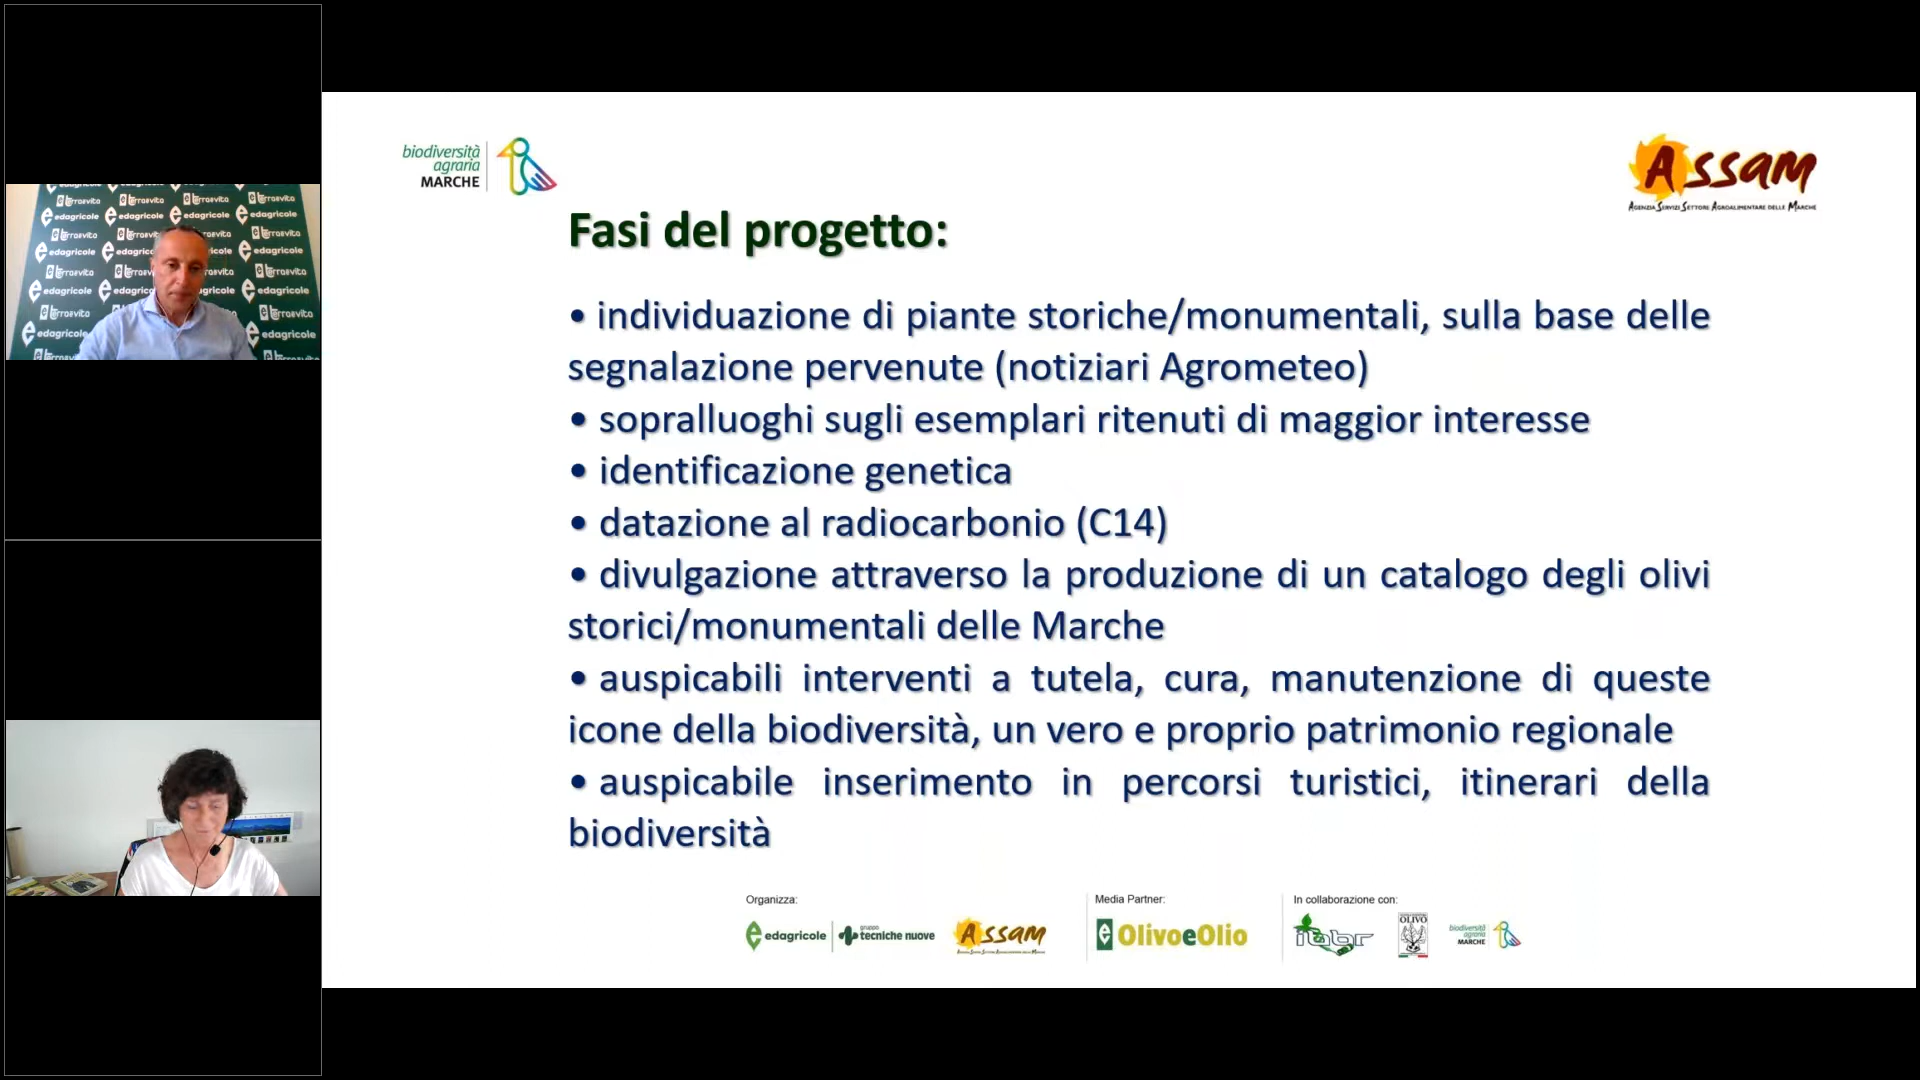 biodiversità
agraria
MARCHE
ASSAM
AGENZIA SERVIZI SETTORE AGROALIMENTARE DELLE MARCHE
Fasi del progetto:
• individuazione di piante storiche/monumentali, sulla base delle
segnalazione pervenute (notiziari Agrometeo)
• sopralluoghi sugli esemplari ritenuti di maggior interesse
• identificazione genetica
• datazione al radiocarbonio (C14)
• divulgazione attraverso la produzione di un catalogo degli olivi
storici/monumentali delle Marche
• auspicabili interventi a tutela, cura, manutenzione di queste
icone della biodiversità, un vero e proprio patrimonio regionale
• auspicabile inserimento in percorsi turistici, itinerari della
biodiversità
Organizza:
edagricole
gruppo
tecniche nuove
ASSAM
Media Partner:
OlivoeOlio
In collaborazione con:
ibbr
OLIVO
biodiversità
agraria
MARCHE
edagricole
terraevita